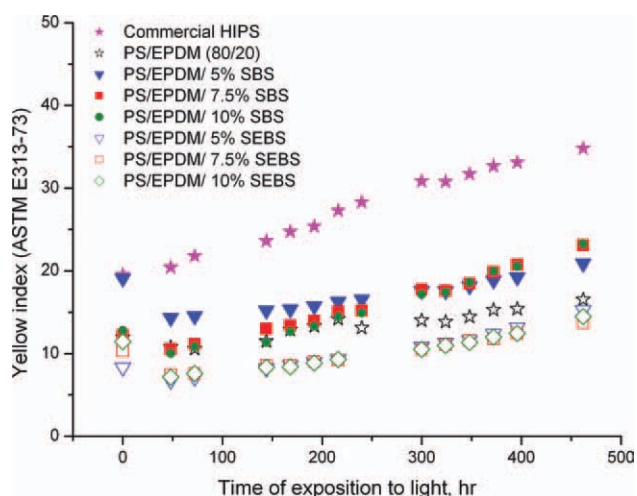 50
40
30
20
10
0
Yellow index (ASTM E313-73)
Commercial HIPS
PS/EPDM (80/20)
PS/EPDM/ 5% SBS
PS/EPDM/ 7.5% SBS
PS/EPDM/ 10% SBS
PS/EPDM/ 5% SEBS
PS/EPDM/ 7.5% SEBS
PS/EPDM/ 10% SEBS
0 100 200 300 400 500
Time of exposition to light, hr